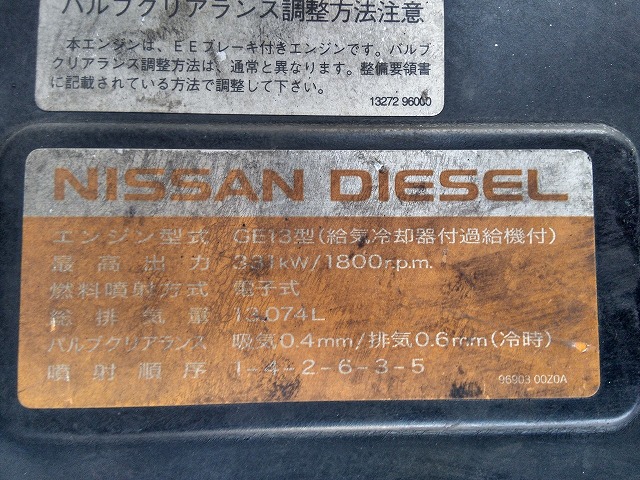 バルブクリアランス調整方法注意
本エンジンは、EEブレーキ付きエンジンです。バルブ
クリアランス調整方法は、通常と異なります。整備要領書
に記載されている方法で調整して下さい。
13272 96000
NISSAN DIESEL
エンジン型式 GE13型(給気冷却器付過給機付)
最高出力 331kW/1800r.p.m.
燃料噴射方式 電子式
総排気量 13.074L
バルブクリアランス 吸気0.4mm/排気0.6mm(冷時)
噴射順序 1-4-2-6-3-5
96903 00Z0A